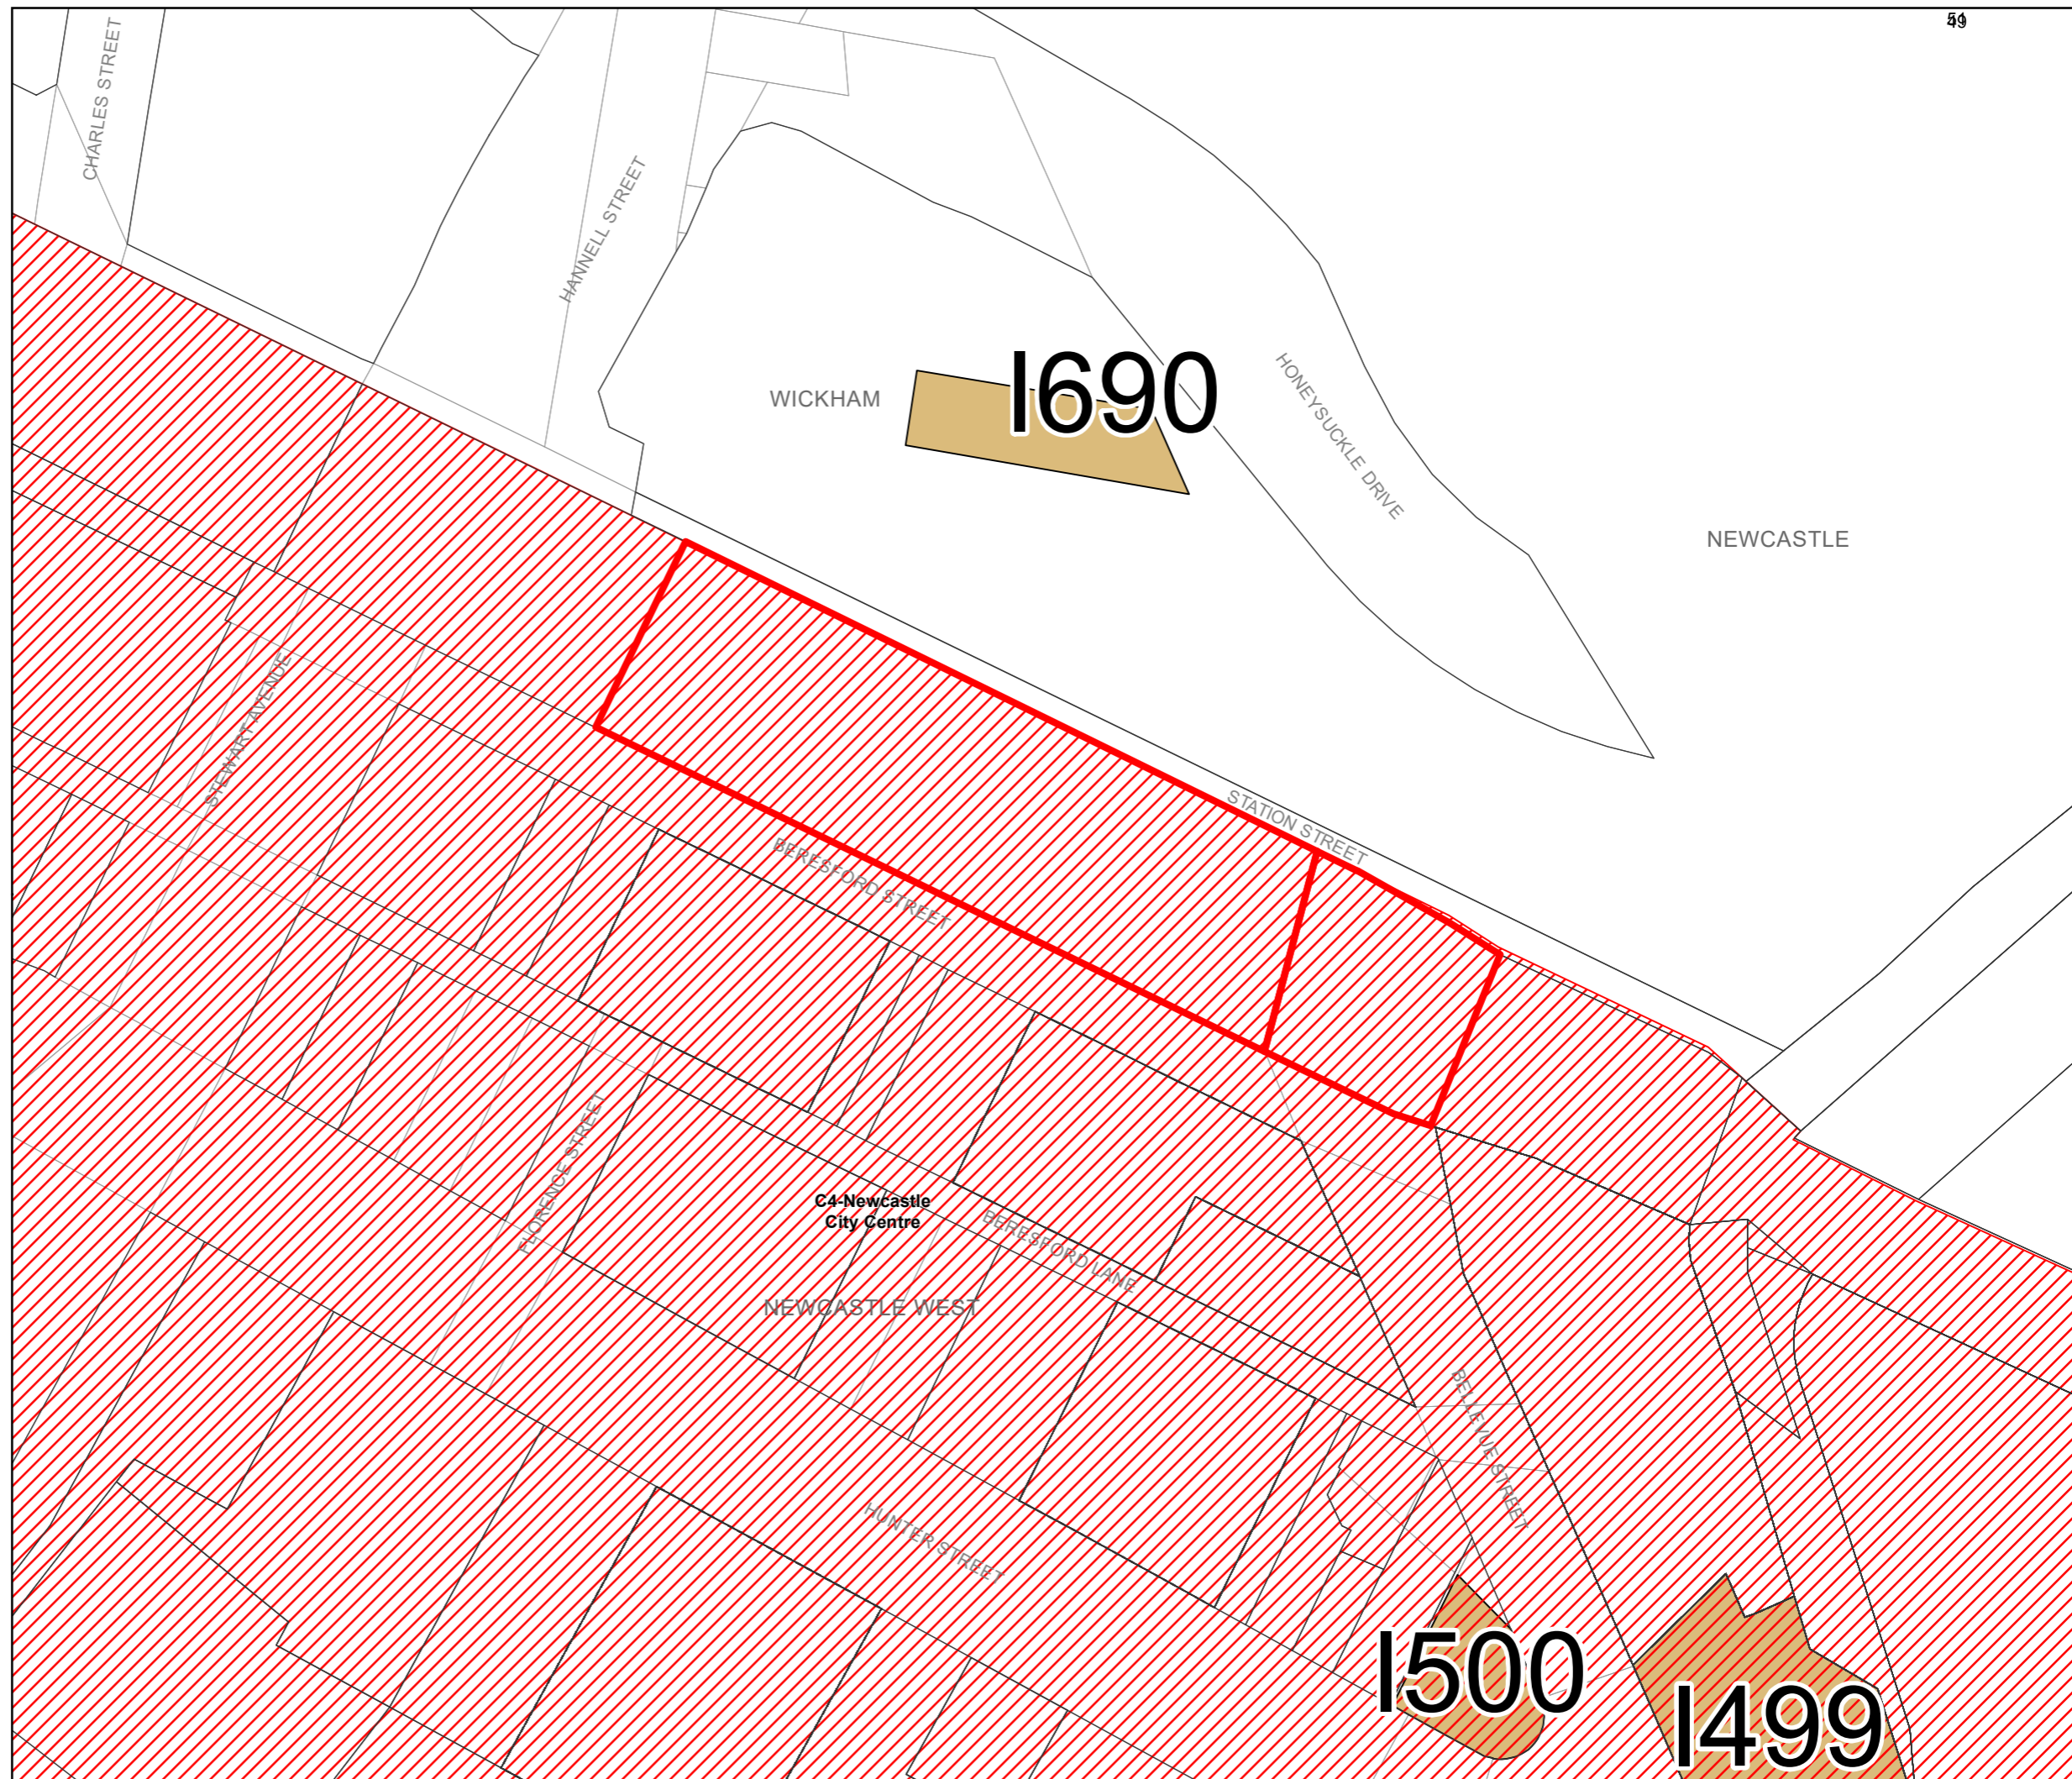 CHARLES STREET
HANNELL STREET
I690
WICKHAM
HONEYSUCKLE DRIVE
NEWCASTLE
STEWART AVENUE
STATION STREET
BERESFORD STREET
FLORENCE STREET
C4-Newcastle
City Centre
BERESFORD LANE
NEWCASTLE WEST
BELLEVUE STREET
HUNTER STREET
I500
I499